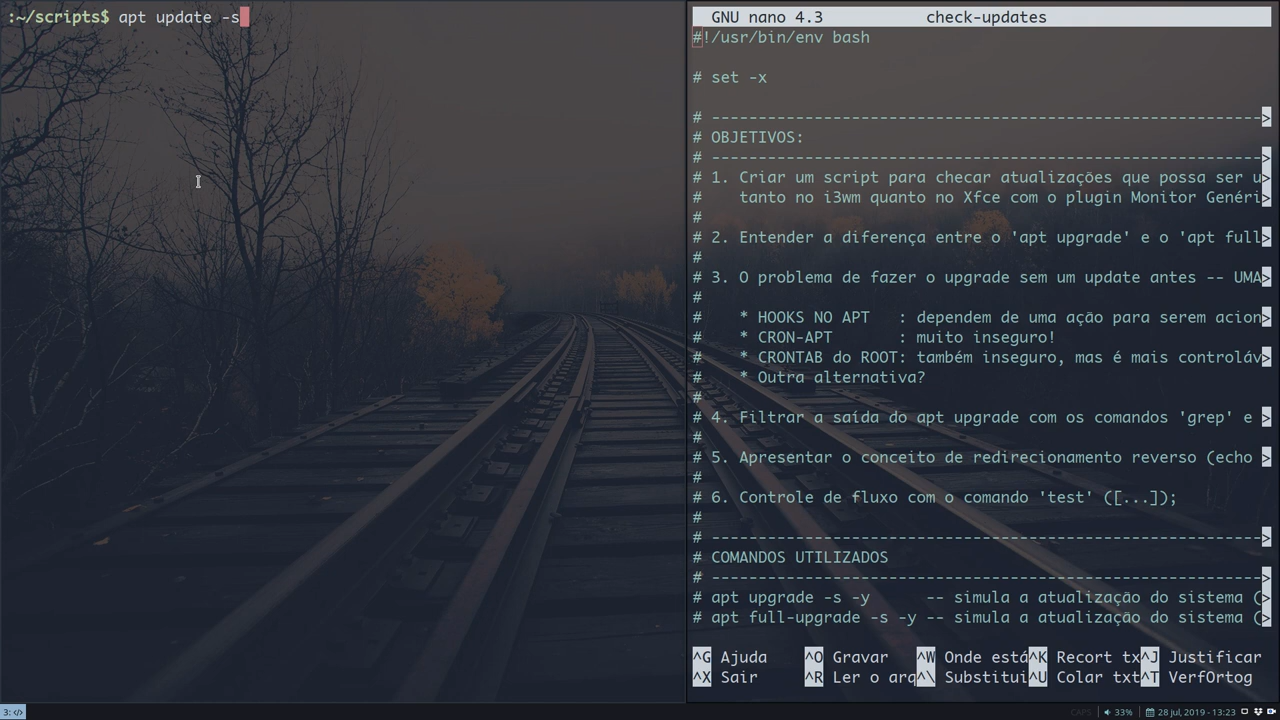 :~/scripts$ apt update -s
GNU nano 4.3 check-updates
#!/usr/bin/env bash
# set -x
# ------------------------------------------------------------>
# OBJETIVOS:
# ------------------------------------------------------------>
# 1. Criar um script para checar atualizações que possa ser u>
#    tanto no i3wm quanto no Xfce com o plugin Monitor Genéri>
#
# 2. Entender a diferença entre o 'apt upgrade' e o 'apt full>
#
# 3. O problema de fazer o upgrade sem um update antes -- UMA>
#
#    * HOOKS NO APT   : dependem de uma ação para serem acion>
#    * CRON-APT       : muito inseguro!
#    * CRONTAB do ROOT: também inseguro, mas é mais controláv>
#    * Outra alternativa?
#
# 4. Filtrar a saída do apt upgrade com os comandos 'grep' e >
#
# 5. Apresentar o conceito de redirecionamento reverso (echo >
#
# 6. Controle de fluxo com o comando 'test' ([...]);
#
# ------------------------------------------------------------>
# COMANDOS UTILIZADOS
# ------------------------------------------------------------>
# apt upgrade -s -y      -- simula a atualização do sistema (>
# apt full-upgrade -s -y -- simula a atualização do sistema (>
^G Ajuda ^O Gravar ^W Onde está ^K Recort tx ^J Justificar
^X Sair ^R Ler o arq ^\ Substitui ^U Colar txt ^T VerfOrtog
3: </> CAPS 33% 28 jul, 2019 - 13:23